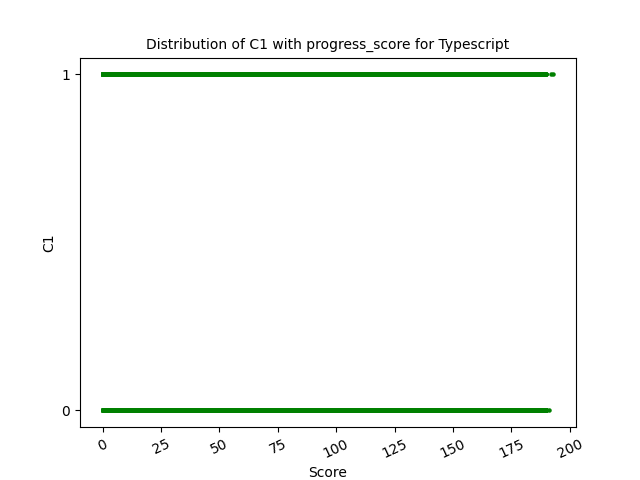 Distribution of C1 with progress_score for Typescript
1
C1
0
0 25 50 75 100 125 150 175 200
Score